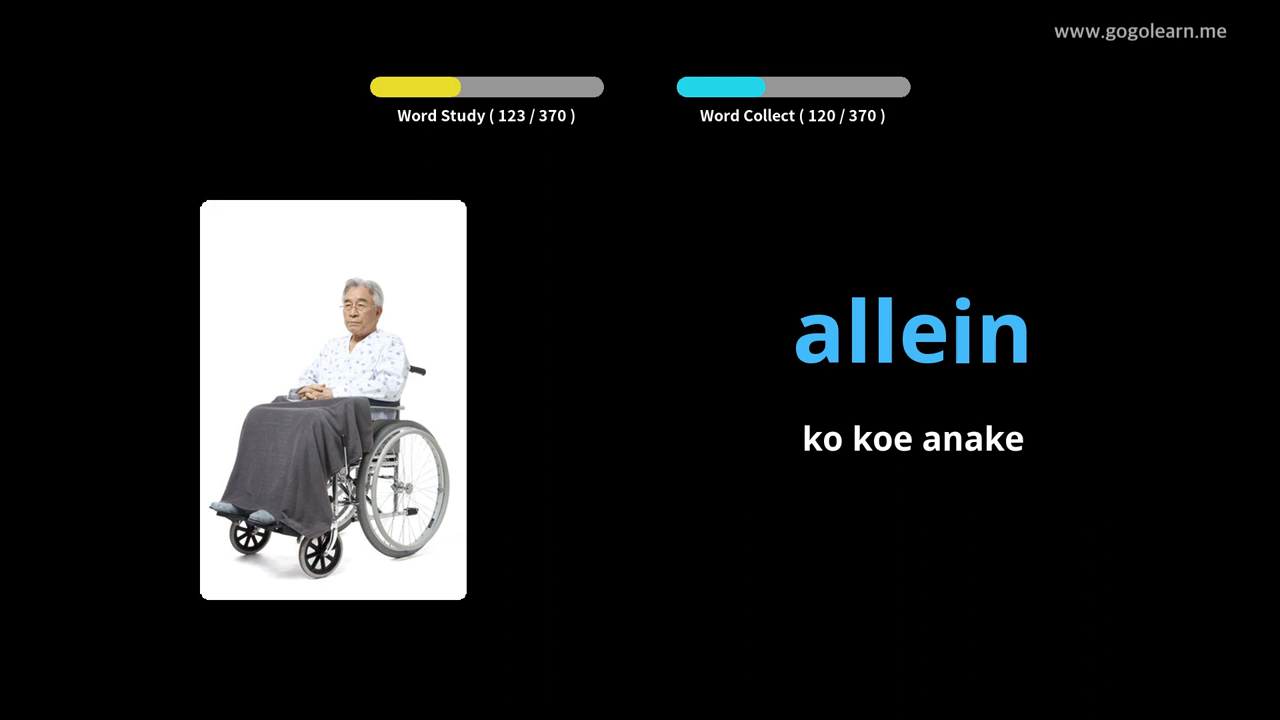 www.gogolearn.me
Word Study ( 123 / 370 )
Word Collect ( 120 / 370 )
allein
ko koe anake